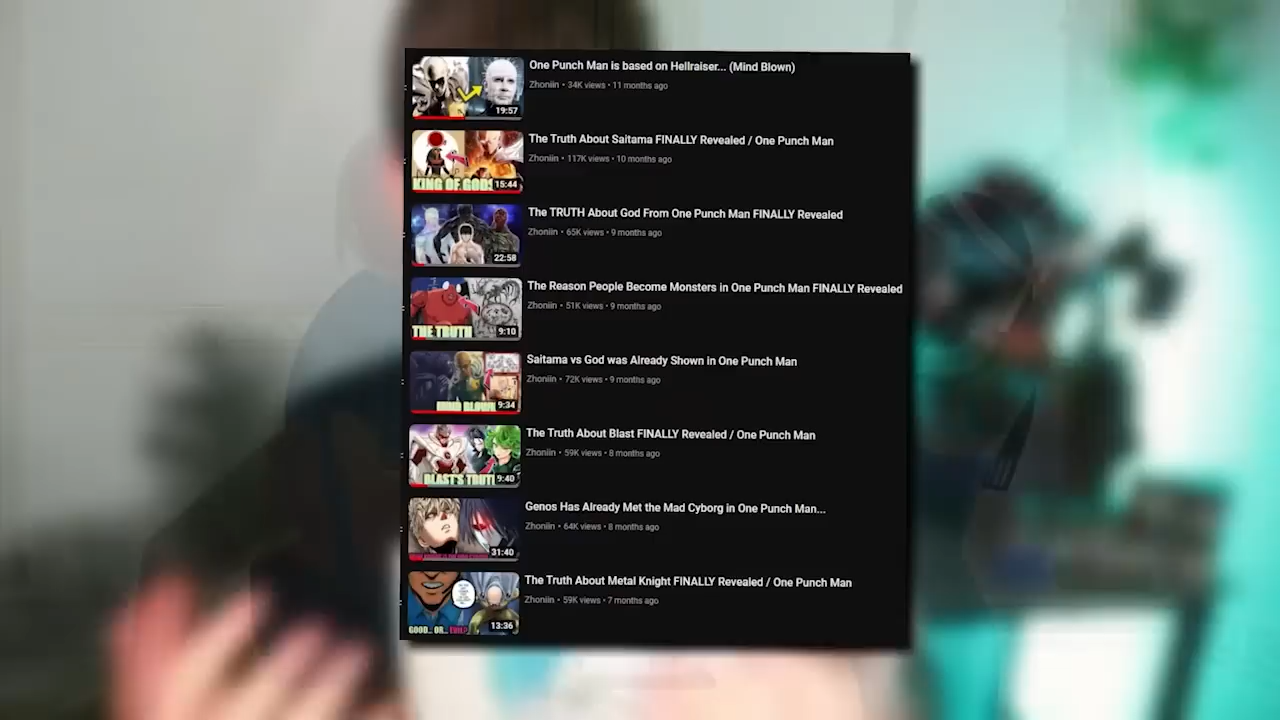 One Punch Man is based on Hellraiser... (Mind Blown)
Zhoniin • 34K views • 11 months ago
19:57
The Truth About Saitama FINALLY Revealed / One Punch Man
Zhoniin • 117K views • 10 months ago
KING OF GODS
15:44
The TRUTH About God From One Punch Man FINALLY Revealed
Zhoniin • 65K views • 9 months ago
22:58
The Reason People Become Monsters in One Punch Man FINALLY Revealed
Zhoniin • 51K views • 9 months ago
THE TRUTH
9:10
Saitama vs God was Already Shown in One Punch Man
Zhoniin • 72K views • 9 months ago
MIND BLOWN
9:34
The Truth About Blast FINALLY Revealed / One Punch Man
Zhoniin • 59K views • 8 months ago
BLAST'S TRUTH
9:40
Genos Has Already Met the Mad Cyborg in One Punch Man...
Zhoniin • 64K views • 8 months ago
31:40
The Truth About Metal Knight FINALLY Revealed / One Punch Man
Zhoniin • 59K views • 7 months ago
GOOD... OR... EVIL?
13:36